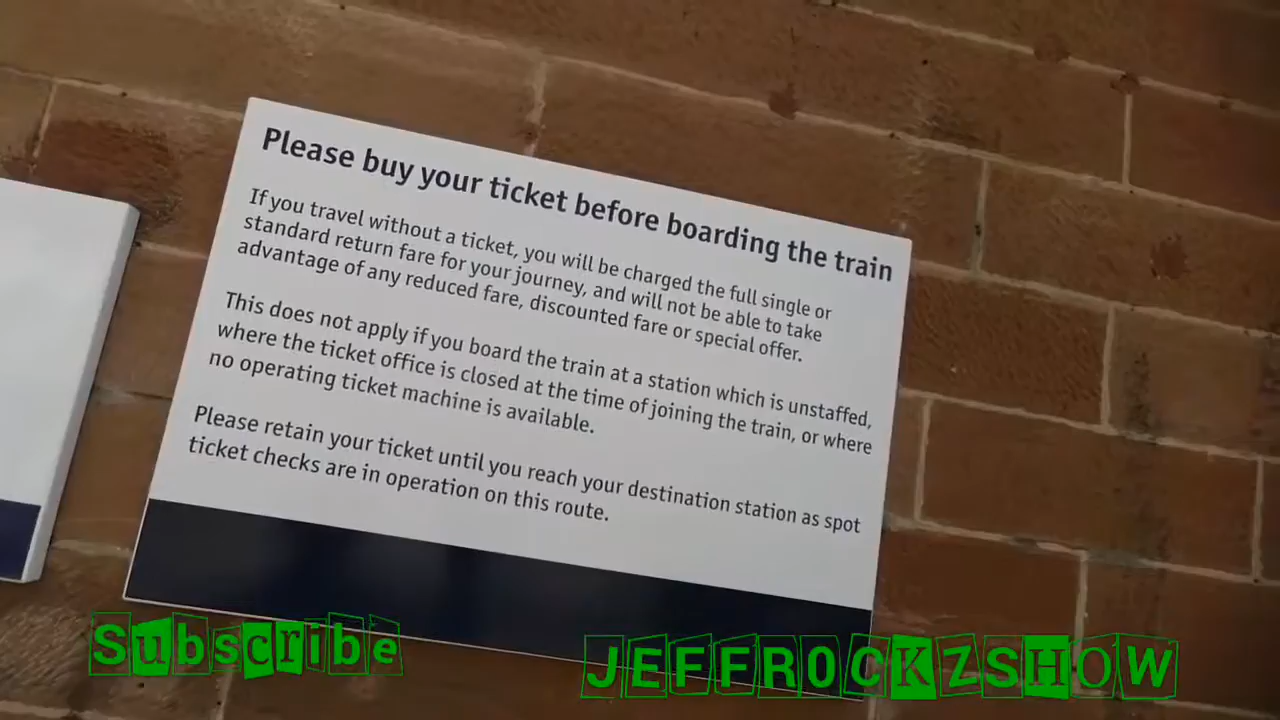 Please buy your ticket before boarding the train
If you travel without a ticket, you will be charged the full single or
standard return fare for your journey, and will not be able to take
advantage of any reduced fare, discounted fare or special offer.
This does not apply if you board the train at a station which is unstaffed,
where the ticket office is closed at the time of joining the train, or where
no operating ticket machine is available.
Please retain your ticket until you reach your destination station as spot
ticket checks are in operation on this route.
Subscribe
JEFFROCKZSHOW